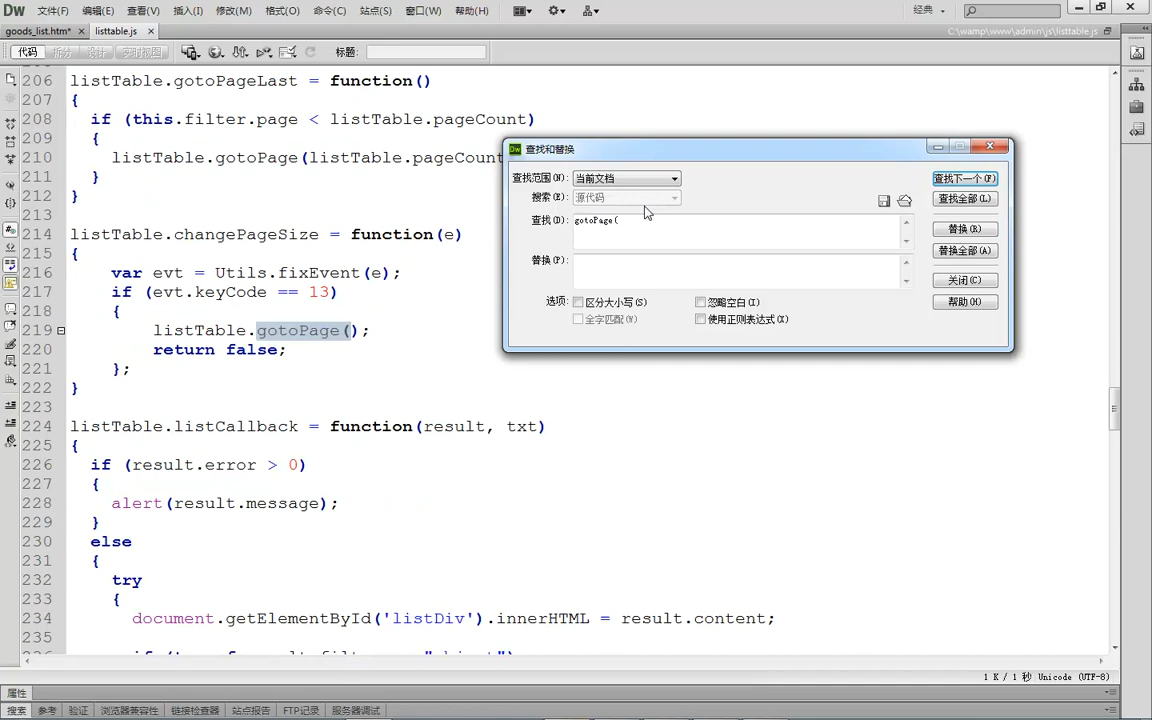 Dw 文件(F) 编辑(E) 查看(V) 插入(I) 修改(M) 格式(O) 命令(C) 站点(S) 窗口(W) 帮助(H) 经典
goods_list.htm* × listtable.js × C:\wamp\www\admin\js\listtable.js
代码 拆分 设计 实时视图 标题:
206 listTable.gotoPageLast = function()
207 {
208 if (this.filter.page < listTable.pageCount)
209 {
210 listTable.gotoPage(listTable.pageCount
211 }
212 }
213
214 listTable.changePageSize = function(e)
215 {
216 var evt = Utils.fixEvent(e);
217 if (evt.keyCode == 13)
218 {
219 listTable.gotoPage();
220 return false;
221 };
222 }
223
224 listTable.listCallback = function(result, txt)
225 {
226 if (result.error > 0)
227 {
228 alert(result.message);
229 }
230 else
231 {
232 try
233 {
234 document.getElementById('listDiv').innerHTML = result.content;
235
Dw 查找和替换
查找范围(N): 当前文档 查找下一个(F)
搜索(E): 源代码 查找全部(L)
查找(D): gotoPage(
替换(R)
替换全部(A)
替换(P):
关闭(C)
选项: 区分大小写(S) 忽略空白(I) 帮助(H)
全字匹配(W) 使用正则表达式(X)
1 K / 1 秒 Unicode (UTF-8)
属性
搜索 参考 验证 浏览器兼容性 链接检查器 站点报告 FTP记录 服务器调试